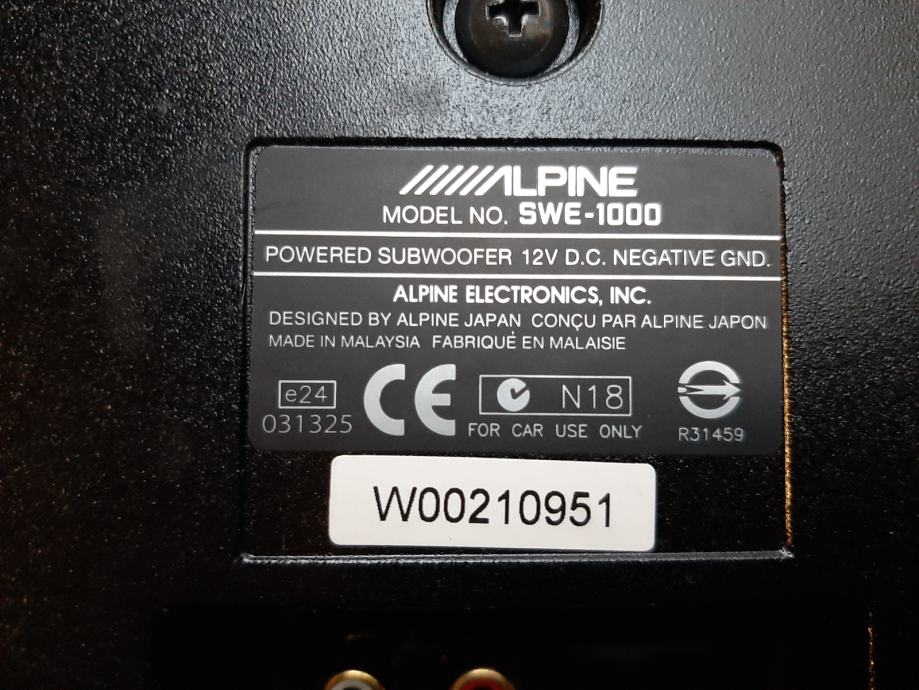 ALPINE
MODEL NO. SWE-1000
POWERED SUBWOOFER 12V D.C. NEGATIVE GND.
ALPINE ELECTRONICS, INC.
DESIGNED BY ALPINE JAPAN CONÇU PAR ALPINE JAPON
MADE IN MALAYSIA FABRIQUÉ EN MALAISIE
e24
031325
CE
N18
FOR CAR USE ONLY
R31459
W00210951